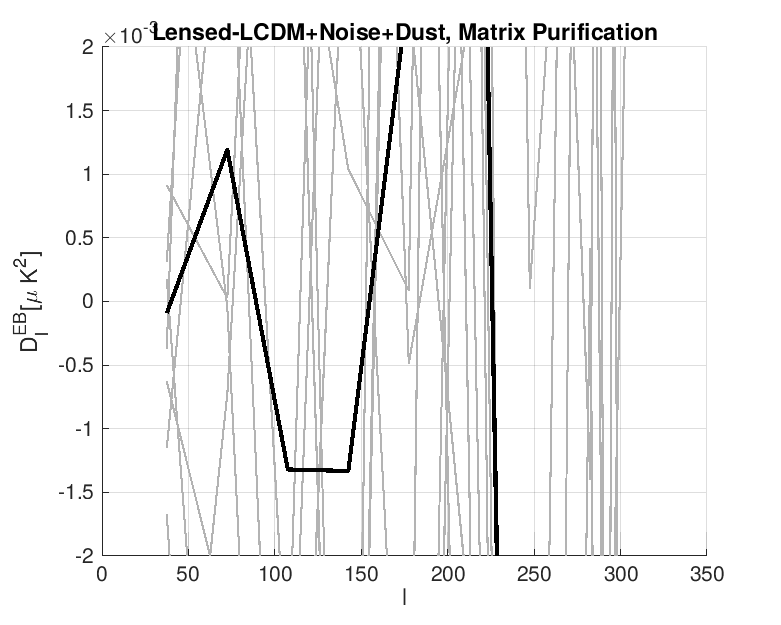 ×10⁻³
Lensed-LCDM+Noise+Dust, Matrix Purification
2
1.5
1
0.5
0
-0.5
-1
-1.5
-2
D_l^EB [μ K²]
0 50 100 150 200 250 300 350
l